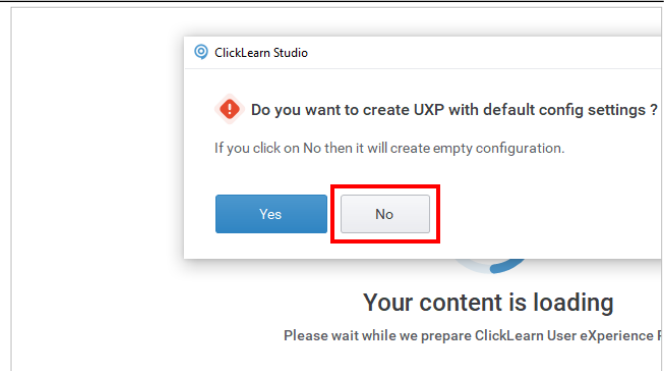 ClickLearn Studio
Do you want to create UXP with default config settings ?
If you click on No then it will create empty configuration.
Yes
No
Your content is loading
Please wait while we prepare ClickLearn User eXperience